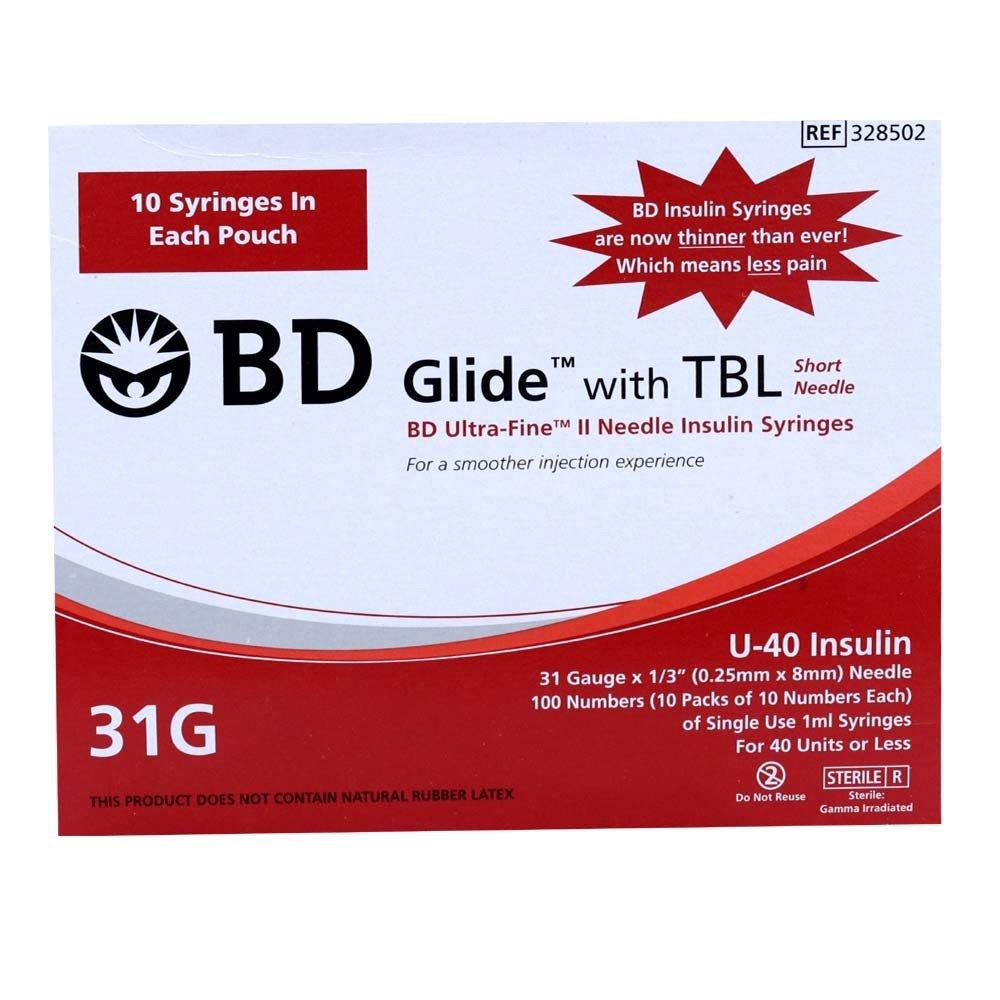 REF 328502
10 Syringes In
Each Pouch
BD Insulin Syringes
are now thinner than ever!
Which means less pain
BD Glide™ with TBL Short
Needle
BD Ultra-Fine™ II Needle Insulin Syringes
For a smoother injection experience
U-40 Insulin
31 Gauge x 1/3” (0.25mm x 8mm) Needle
100 Numbers (10 Packs of 10 Numbers Each)
of Single Use 1ml Syringes
For 40 Units or Less
31G
2
Do Not Reuse
STERILE R
Sterile:
Gamma Irradiated
THIS PRODUCT DOES NOT CONTAIN NATURAL RUBBER LATEX